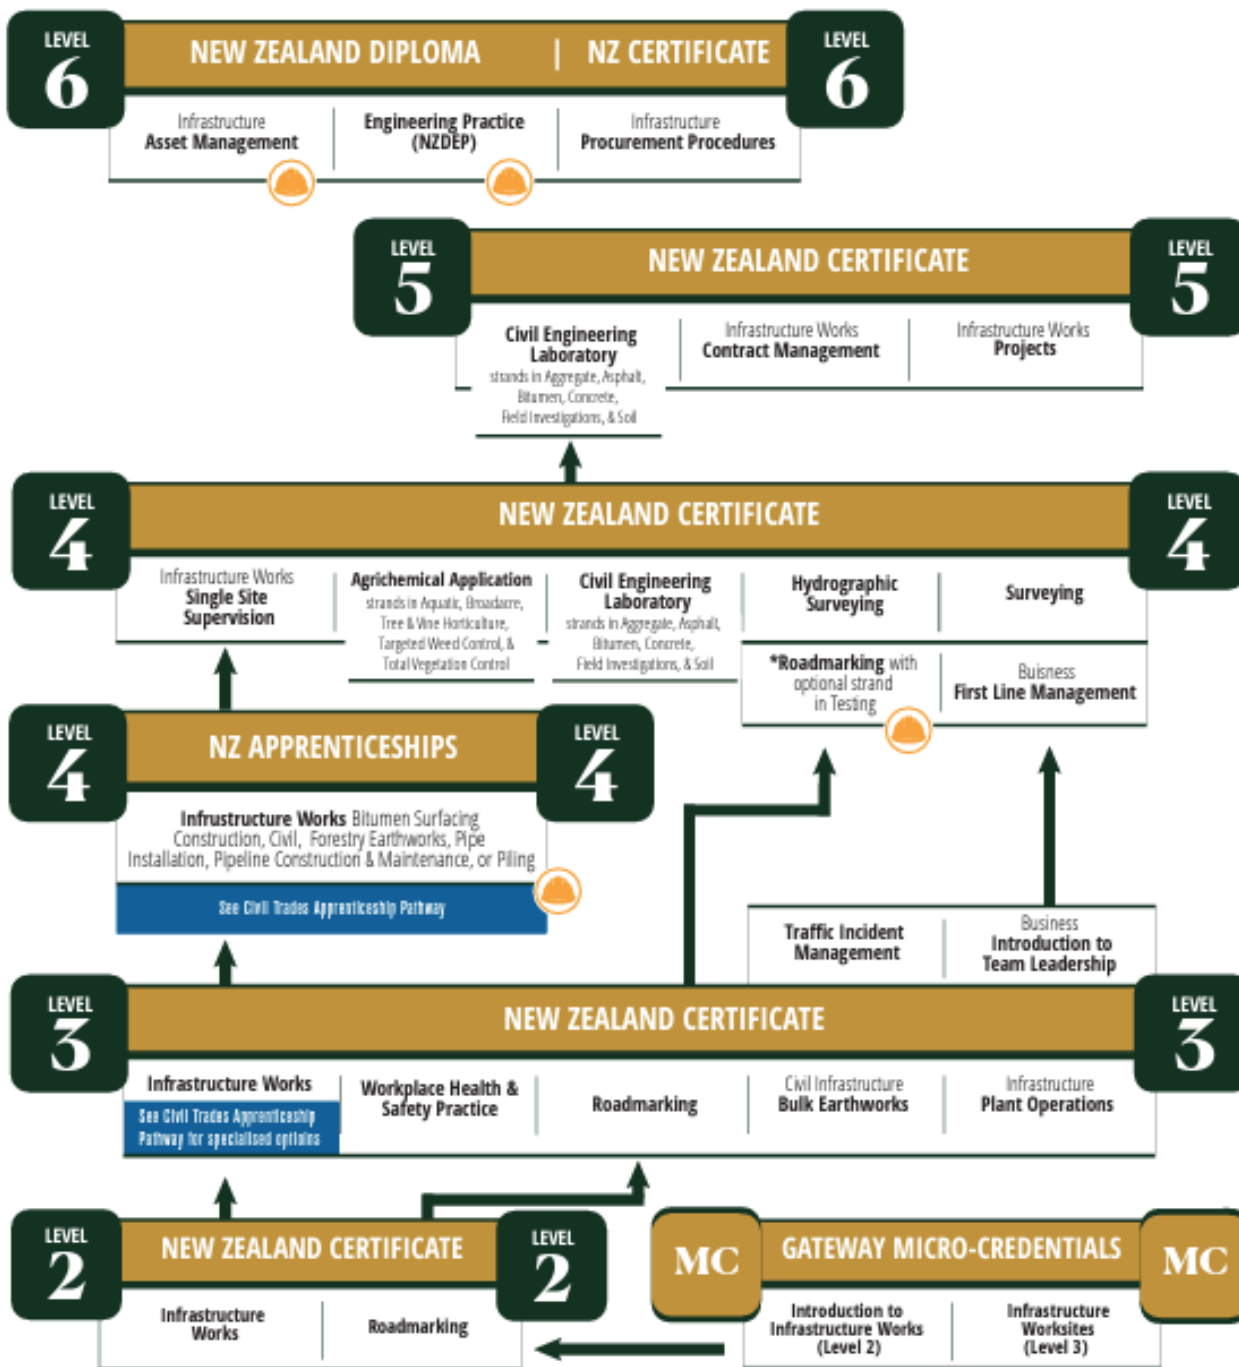 LEVEL
6
NEW ZEALAND DIPLOMA | NZ CERTIFICATE
LEVEL
6
Infrastructure
Asset Management
Engineering Practice
(NZDEP)
Infrastructure
Procurement Procedures
LEVEL
5
NEW ZEALAND CERTIFICATE
LEVEL
5
Civil Engineering
Laboratory
strands in Aggregate, Asphalt,
Bitumen, Concrete,
Field Investigations, & Soil
Infrastructure Works
Contract Management
Infrastructure Works
Projects
LEVEL
4
NEW ZEALAND CERTIFICATE
LEVEL
4
Infrastructure Works
Single Site
Supervision
Agrichemical Application
strands in Aquatic, Broadacre,
Tree & Vine Horticulture,
Targeted Weed Control, &
Total Vegetation Control
Civil Engineering
Laboratory
strands in Aggregate, Asphalt,
Bitumen, Concrete,
Field Investigations, & Soil
Hydrographic
Surveying
Surveying
*Roadmarking with
optional strand
in Testing
Buisness
First Line Management
LEVEL
4
NZ APPRENTICESHIPS
LEVEL
4
Infrustructure Works Bitumen Surfacing
Construction, Civil, Forestry Earthworks, Pipe
Installation, Pipeline Construction & Maintenance, or Piling
See Civil Trades Apprenticeship Pathway
Traffic Incident
Management
Business
Introduction to
Team Leadership
LEVEL
3
NEW ZEALAND CERTIFICATE
LEVEL
3
Infrastructure Works
See Civil Trades Apprenticeship
Pathway for specialised optioins
Workplace Health &
Safety Practice
Roadmarking
Civil Infrastructure
Bulk Earthworks
Infrastructure
Plant Operations
LEVEL
2
NEW ZEALAND CERTIFICATE
LEVEL
2
Infrastructure
Works
Roadmarking
MC
GATEWAY MICRO-CREDENTIALS
MC
Introduction to
Infrastructure Works
(Level 2)
Infrastructure
Worksites
(Level 3)